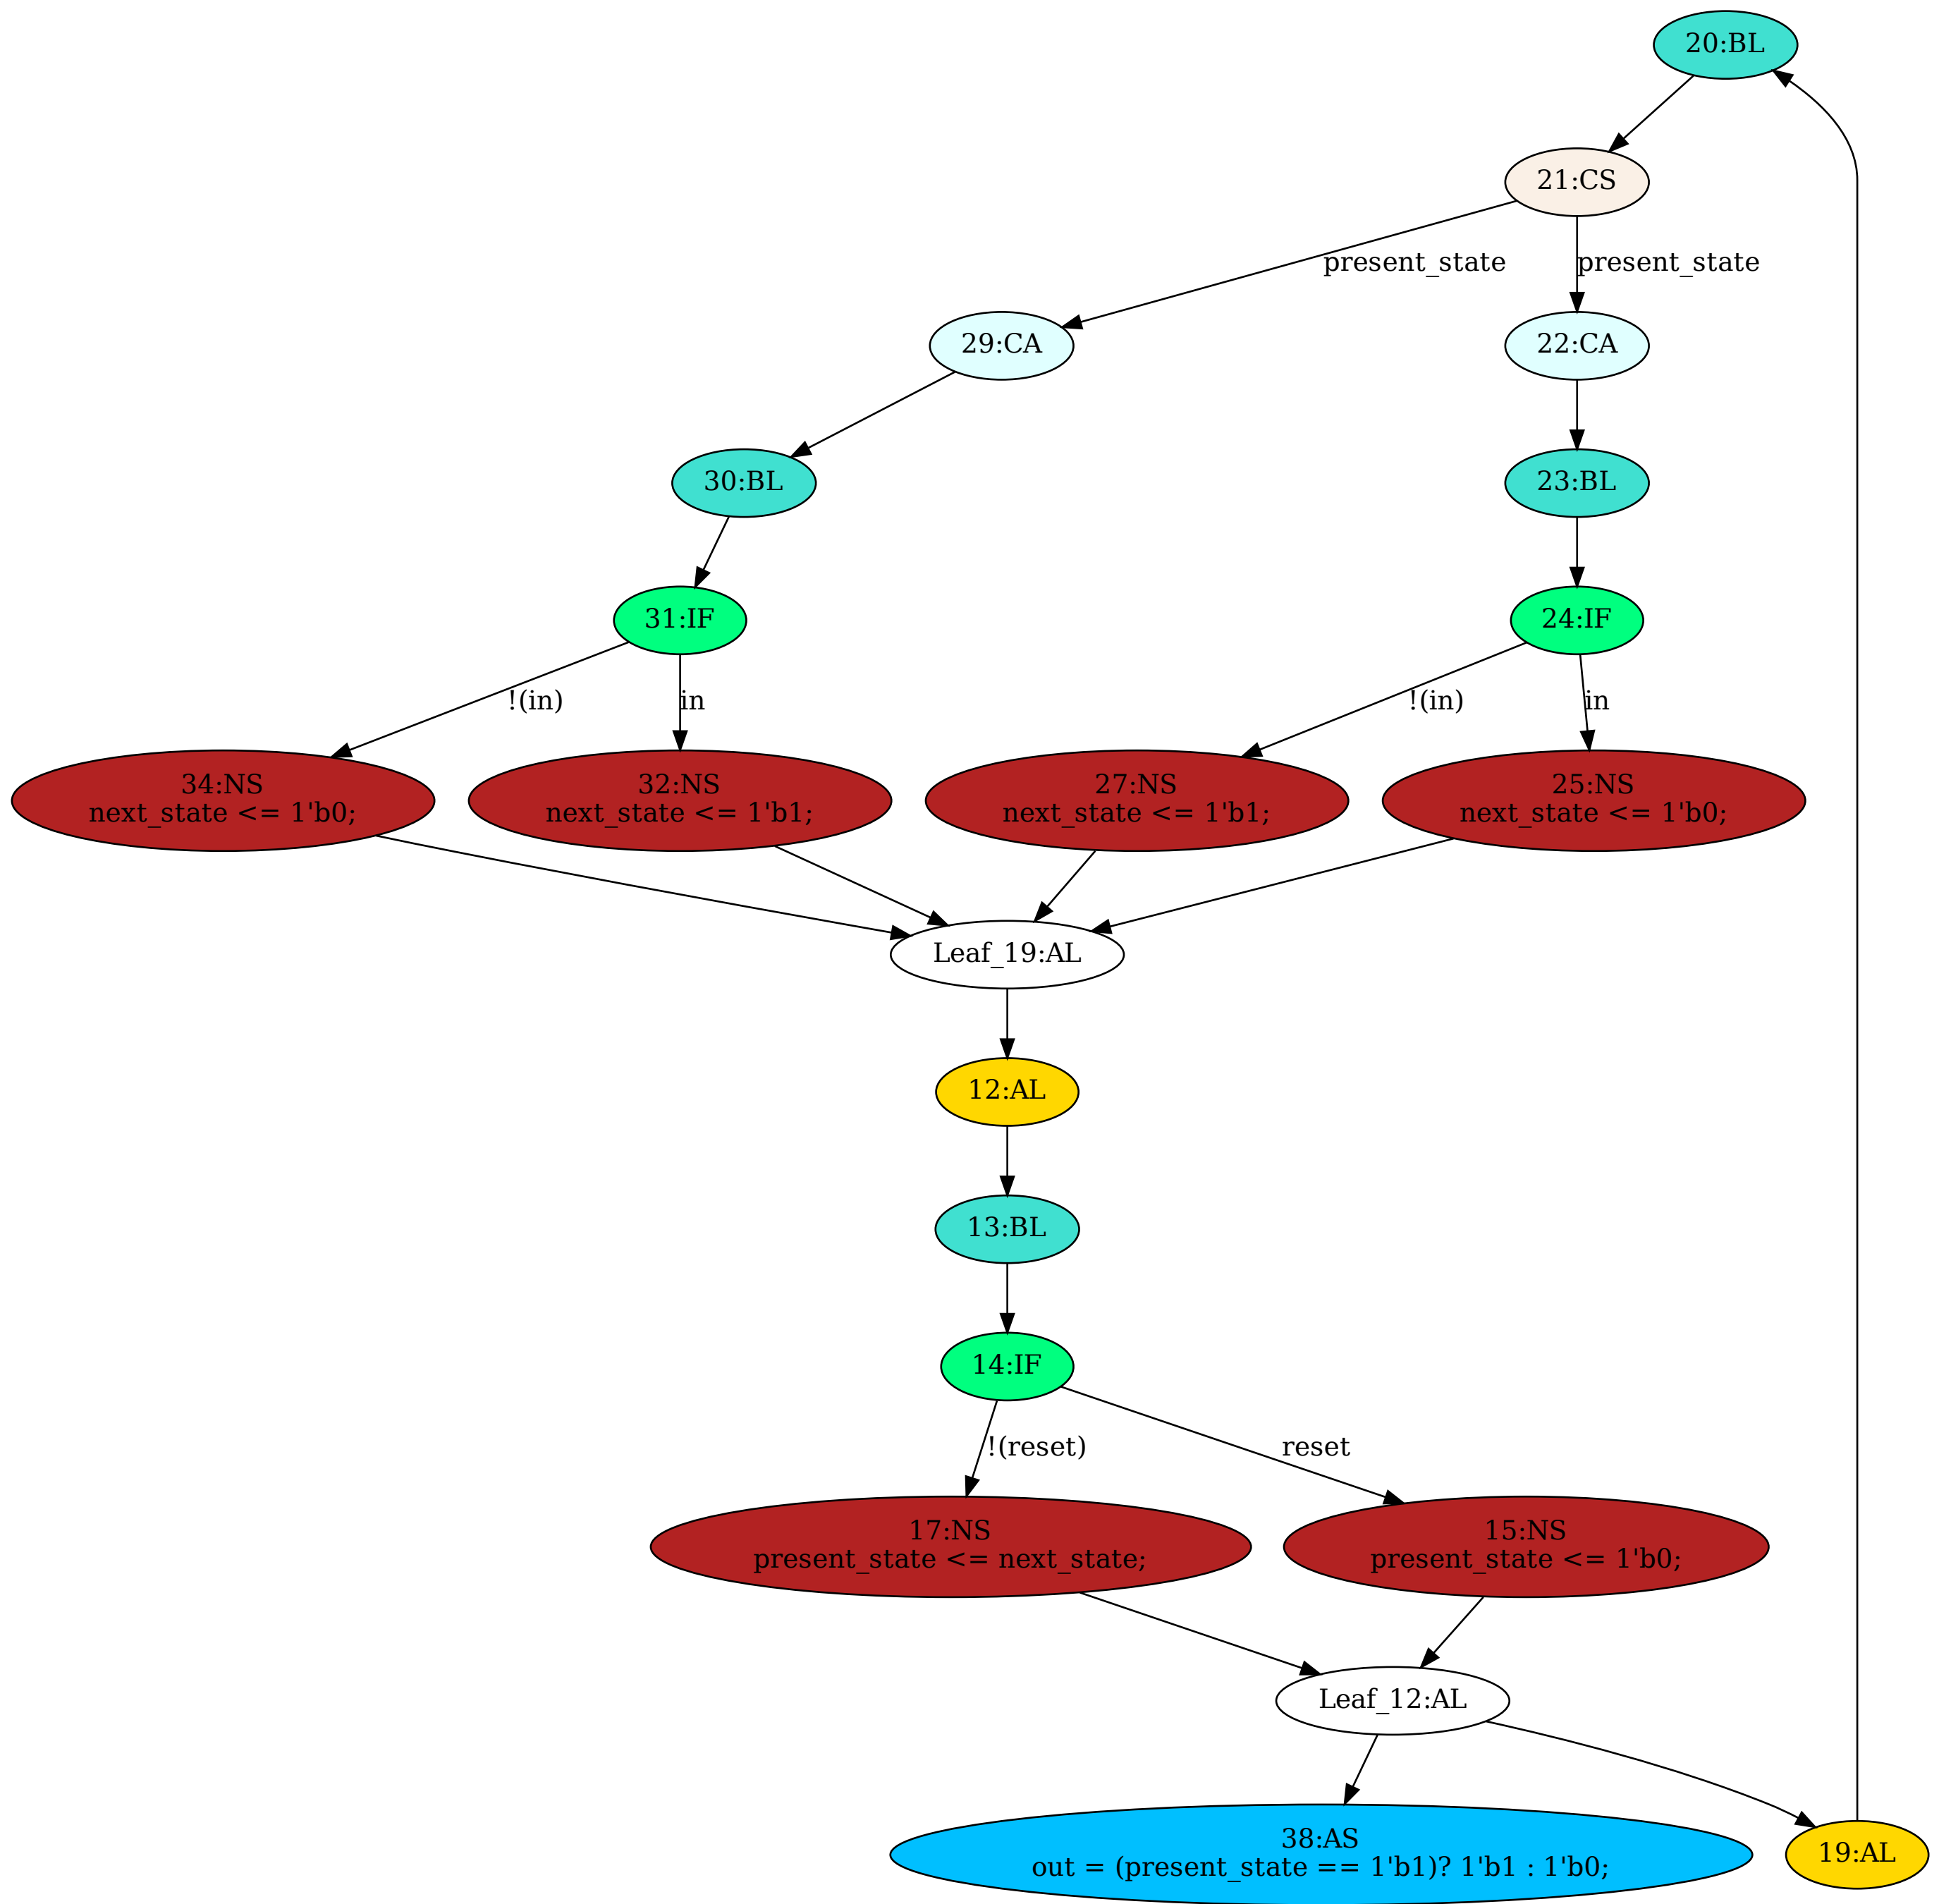 20:BL
21:CS
present_state
present_state
29:CA
22:CA
30:BL
23:BL
31:IF
24:IF
!(in)
in
!(in)
in
34:NS
next_state <= 1'b0;
32:NS
next_state <= 1'b1;
27:NS
next_state <= 1'b1;
25:NS
next_state <= 1'b0;
Leaf_19:AL
12:AL
13:BL
14:IF
!(reset)
reset
17:NS
present_state <= next_state;
15:NS
present_state <= 1'b0;
Leaf_12:AL
38:AS
out = (present_state == 1'b1)? 1'b1 : 1'b0;
19:AL